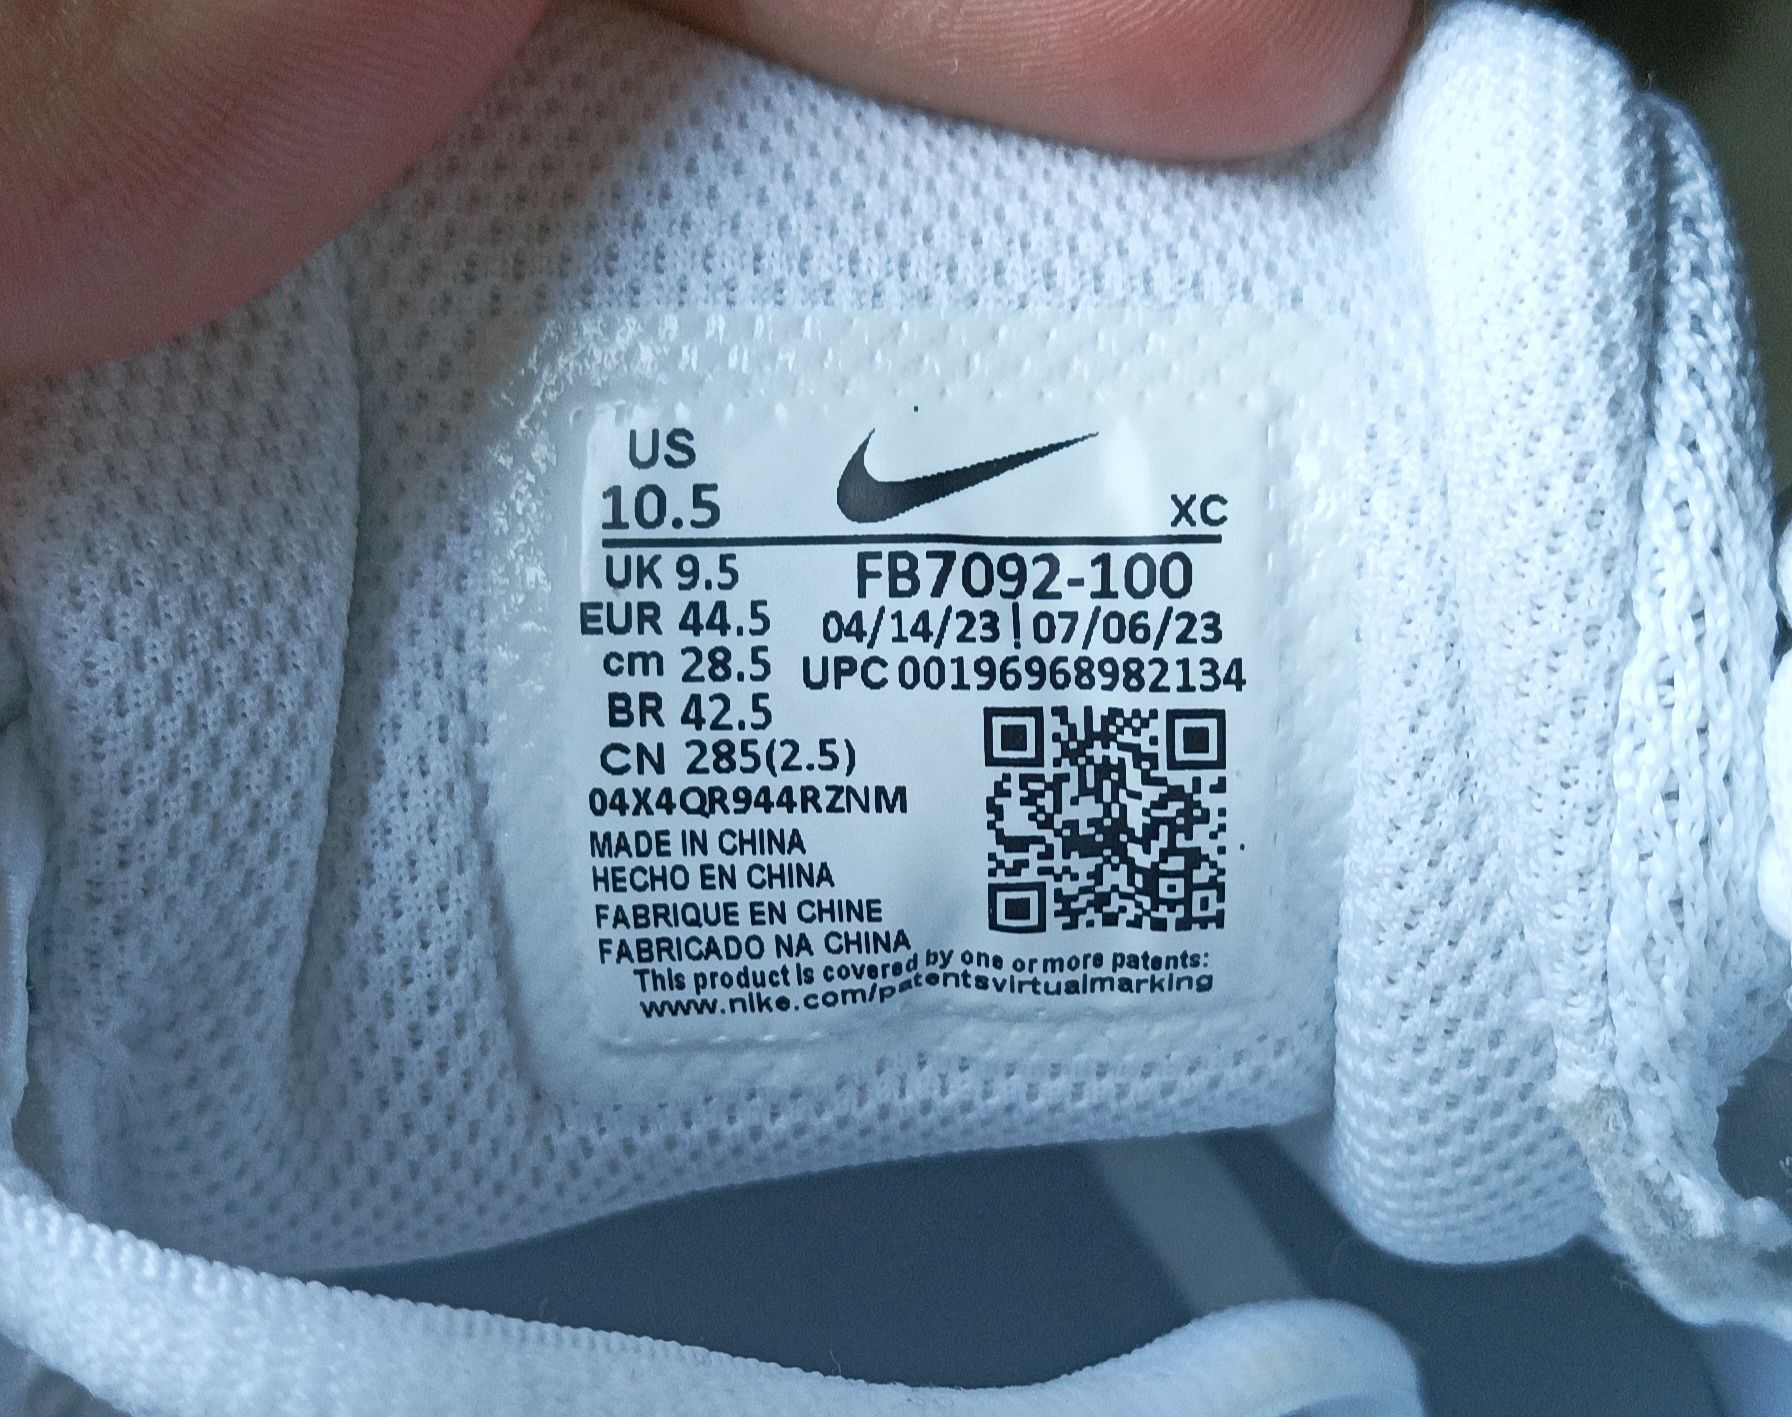 US
10.5
XC
UK 9.5
FB7092-100
EUR 44.5
04/14/23 | 07/06/23
cm 28.5
UPC 00196968982134
BR 42.5
CN 285(2.5)
04X4QR944RZNM
MADE IN CHINA
HECHO EN CHINA
FABRIQUE EN CHINE
FABRICADO NA CHINA
This product is covered by one or more patents:
www.nike.com/patentsvirtualmarking